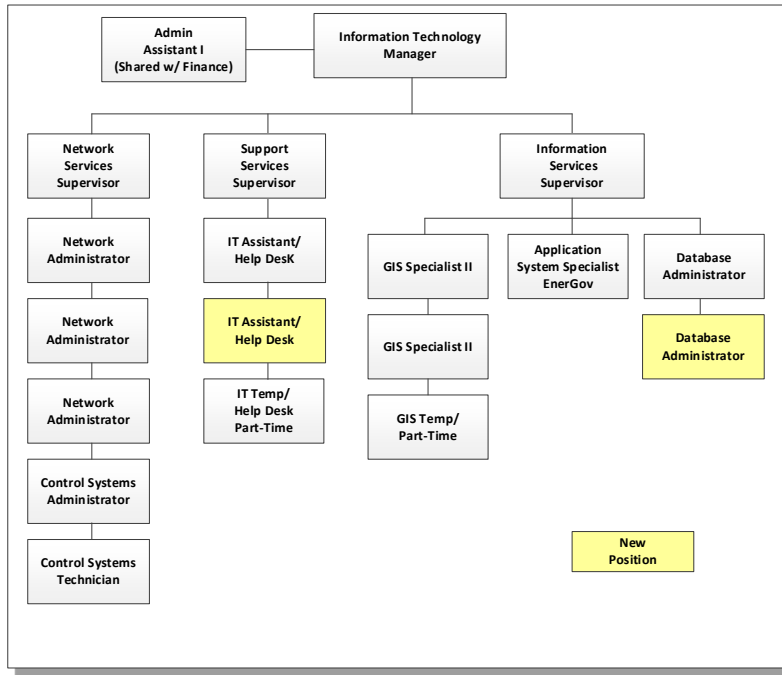 Admin
Assistant I
(Shared w/ Finance)
Information Technology
Manager
Network
Services
Supervisor
Support
Services
Supervisor
Information
Services
Supervisor
Network
Administrator
IT Assistant/
Help DesK
GIS Specialist II
Application
System Specialist
EnerGov
Database
Administrator
Network
Administrator
IT Assistant/
Help Desk
GIS Specialist II
Database
Administrator
Network
Administrator
IT Temp/
Help Desk
Part-Time
GIS Temp/
Part-Time
Control Systems
Administrator
Control Systems
Technician
New
Position